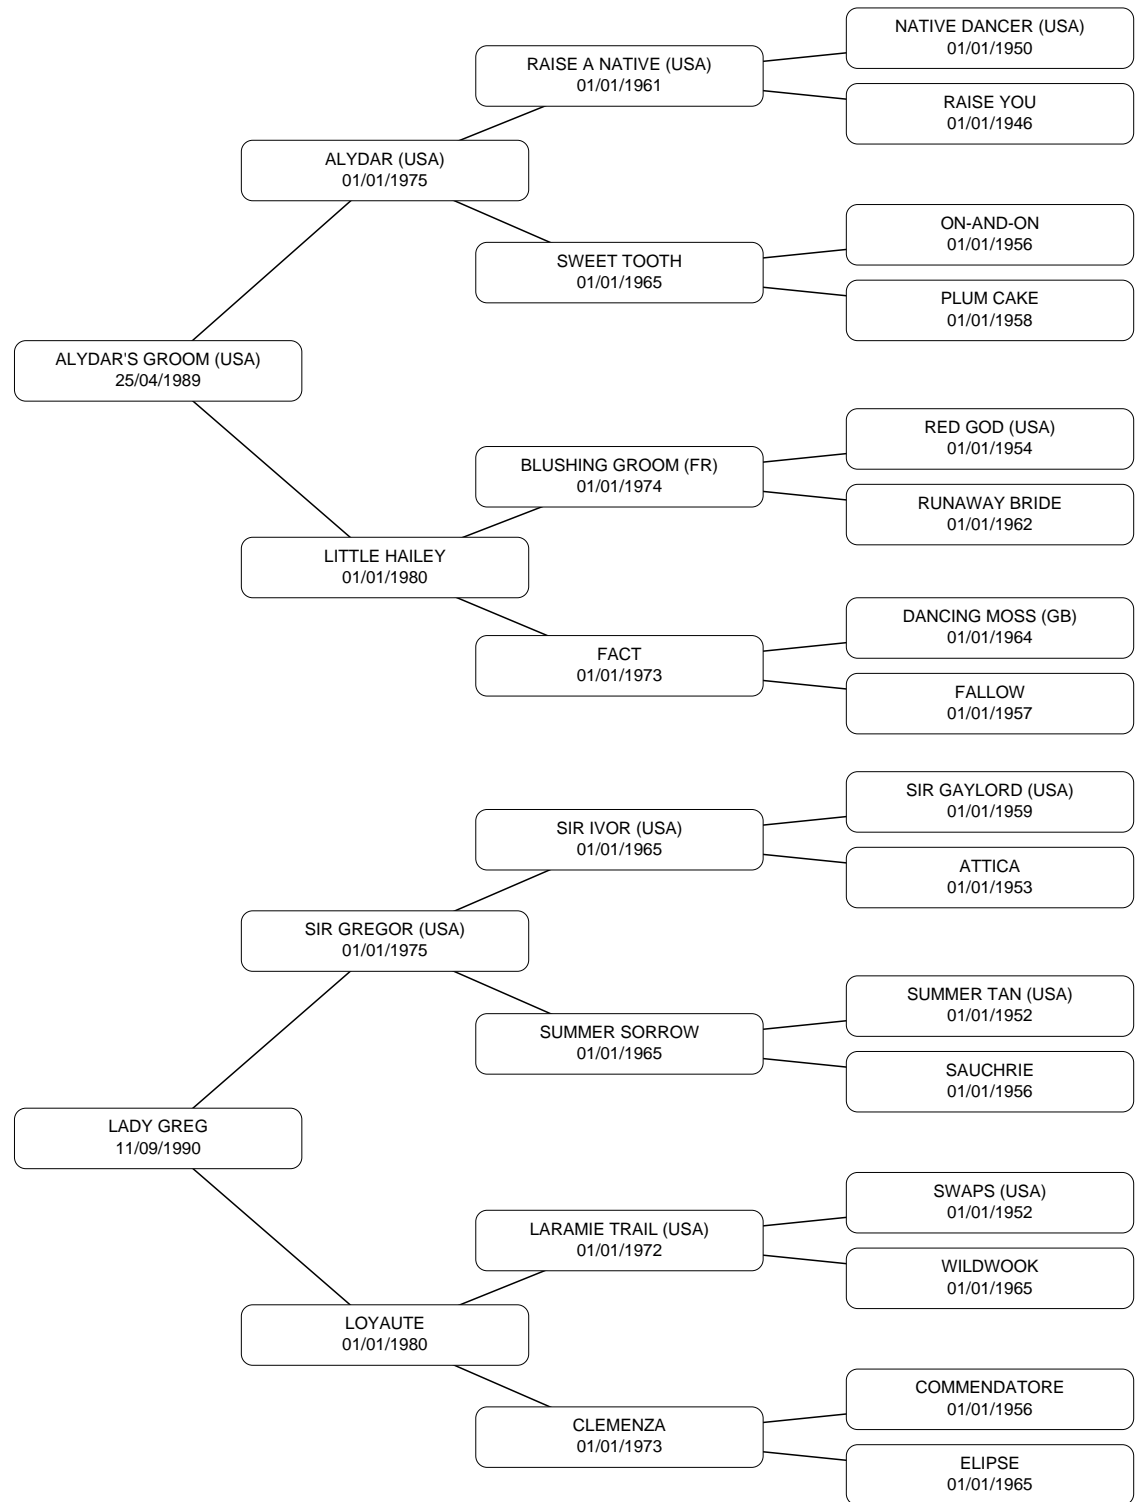 NATIVE DANCER (USA)
01/01/1950
RAISE A NATIVE (USA)
01/01/1961
RAISE YOU
01/01/1946
ALYDAR (USA)
01/01/1975
ON-AND-ON
01/01/1956
SWEET TOOTH
01/01/1965
PLUM CAKE
01/01/1958
ALYDAR'S GROOM (USA)
25/04/1989
RED GOD (USA)
01/01/1954
BLUSHING GROOM (FR)
01/01/1974
RUNAWAY BRIDE
01/01/1962
LITTLE HAILEY
01/01/1980
DANCING MOSS (GB)
01/01/1964
FACT
01/01/1973
FALLOW
01/01/1957
SIR GAYLORD (USA)
01/01/1959
SIR IVOR (USA)
01/01/1965
ATTICA
01/01/1953
SIR GREGOR (USA)
01/01/1975
SUMMER TAN (USA)
01/01/1952
SUMMER SORROW
01/01/1965
SAUCHRIE
01/01/1956
LADY GREG
11/09/1990
SWAPS (USA)
01/01/1952
LARAMIE TRAIL (USA)
01/01/1972
WILDWOOK
01/01/1965
LOYAUTE
01/01/1980
COMMENDATORE
01/01/1956
CLEMENZA
01/01/1973
ELIPSE
01/01/1965